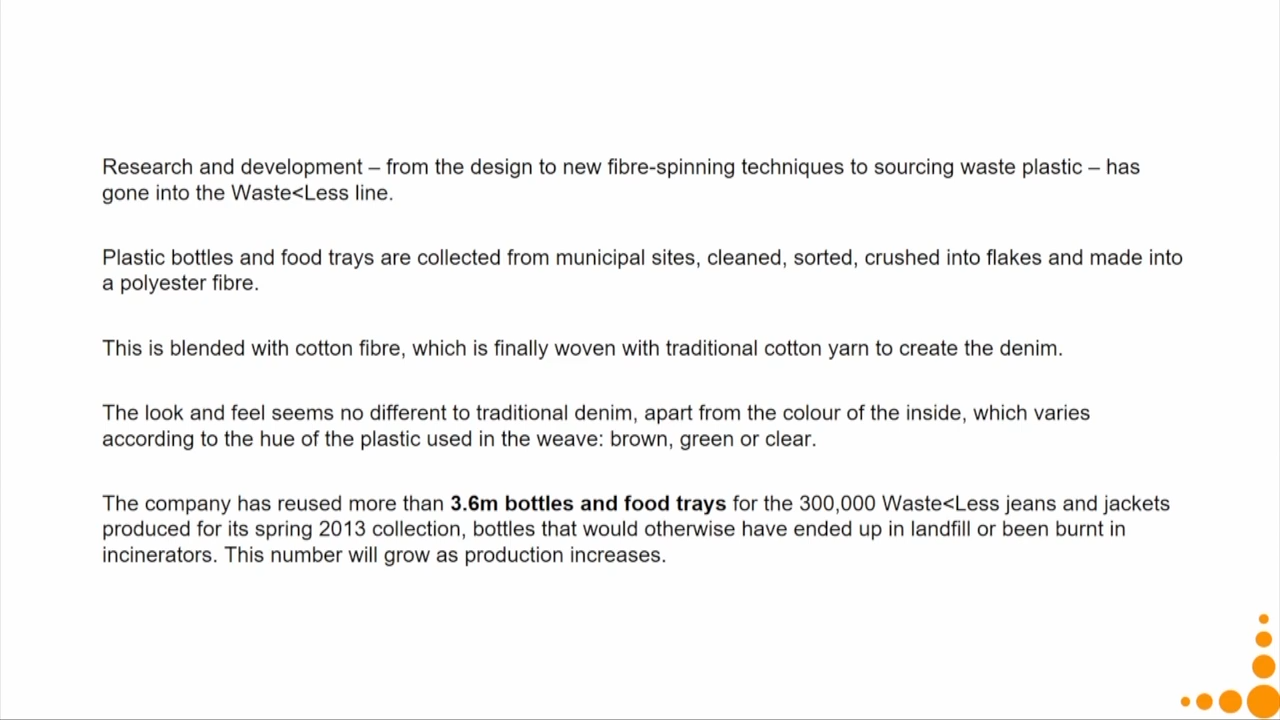 Research and development – from the design to new fibre-spinning techniques to sourcing waste plastic – has
gone into the Waste<Less line.
Plastic bottles and food trays are collected from municipal sites, cleaned, sorted, crushed into flakes and made into
a polyester fibre.
This is blended with cotton fibre, which is finally woven with traditional cotton yarn to create the denim.
The look and feel seems no different to traditional denim, apart from the colour of the inside, which varies
according to the hue of the plastic used in the weave: brown, green or clear.
The company has reused more than 3.6m bottles and food trays for the 300,000 Waste<Less jeans and jackets
produced for its spring 2013 collection, bottles that would otherwise have ended up in landfill or been burnt in
incinerators. This number will grow as production increases.